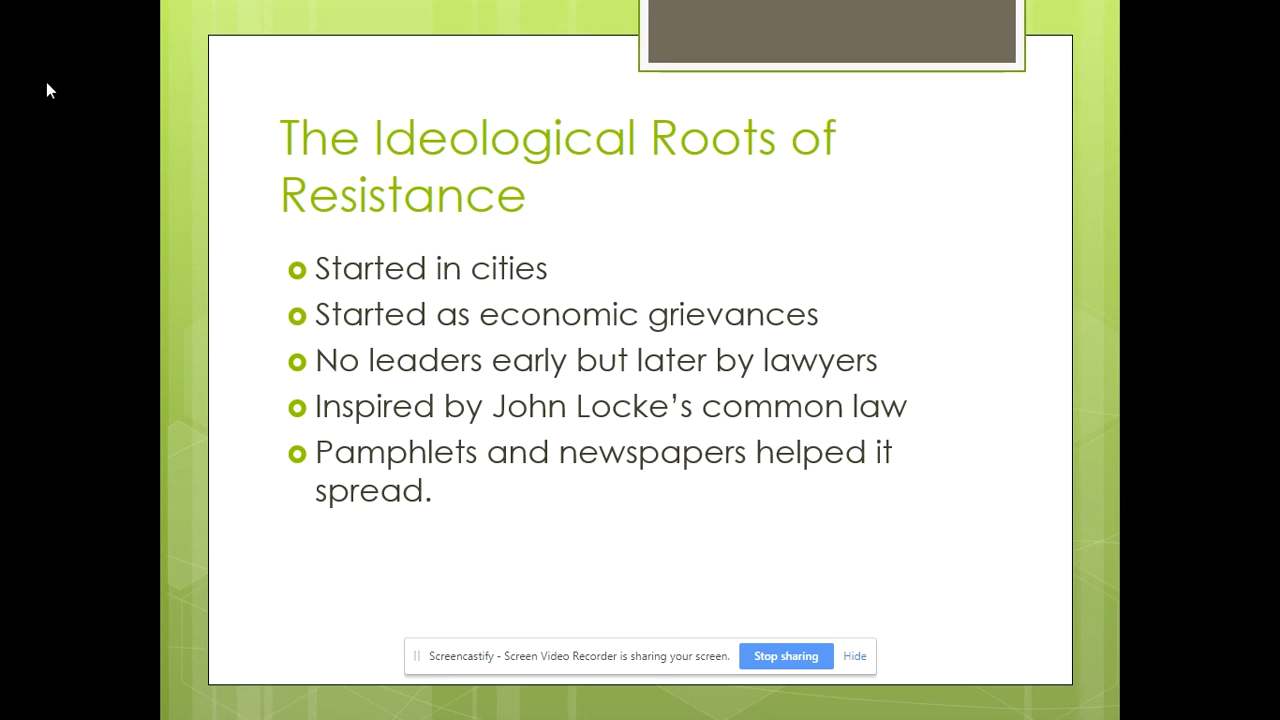 The Ideological Roots of
Resistance
Started in cities
Started as economic grievances
No leaders early but later by lawyers
Inspired by John Locke’s common law
Pamphlets and newspapers helped it
spread.
Screencastify - Screen Video Recorder is sharing your screen. Stop sharing Hide